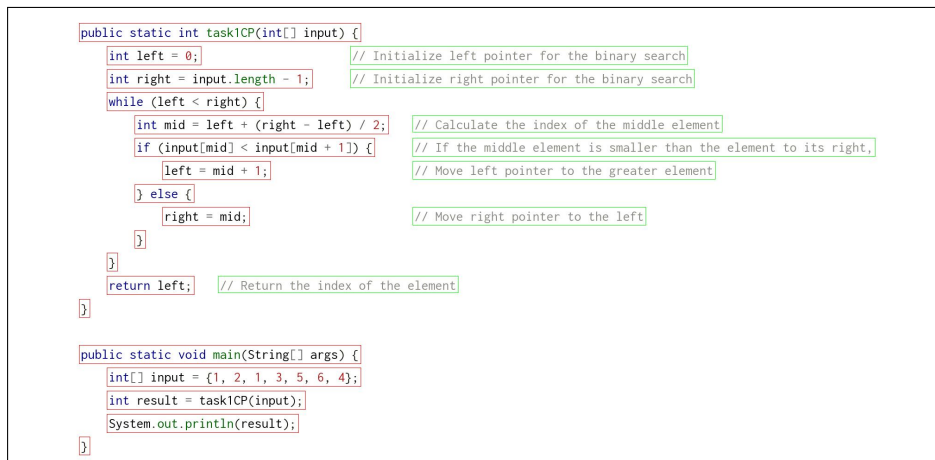 public static int task1CP(int[] input) {
int left = 0; // Initialize left pointer for the binary search
int right = input.length - 1; // Initialize right pointer for the binary search
while (left < right) {
int mid = left + (right - left) / 2; // Calculate the index of the middle element
if (input[mid] < input[mid + 1]) { // If the middle element is smaller than the element to its right,
left = mid + 1; // Move left pointer to the greater element
} else {
right = mid; // Move right pointer to the left
}
}
return left; // Return the index of the element
}
public static void main(String[] args) {
int[] input = {1, 2, 1, 3, 5, 6, 4};
int result = task1CP(input);
System.out.println(result);
}